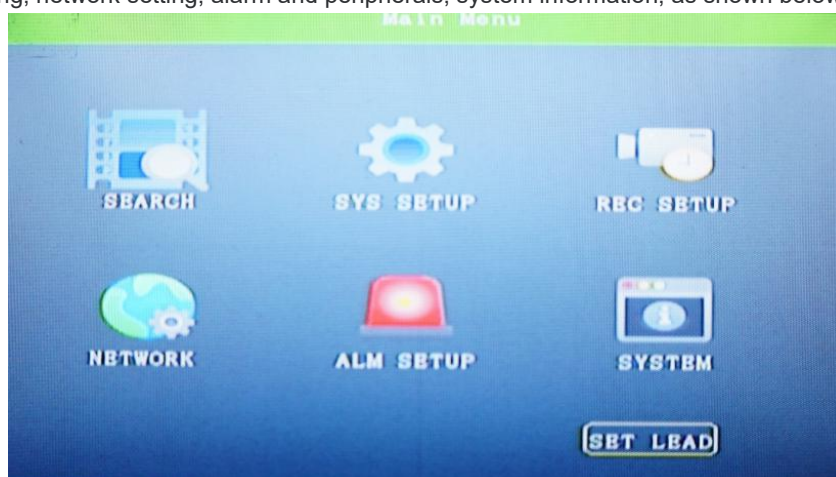 ng, network setting, alarm and peripherals, system information, as shown below
Main Menu
SEARCH SYS SETUP REC SETUP
NETWORK ALM SETUP SYSTEM
SET LEAD